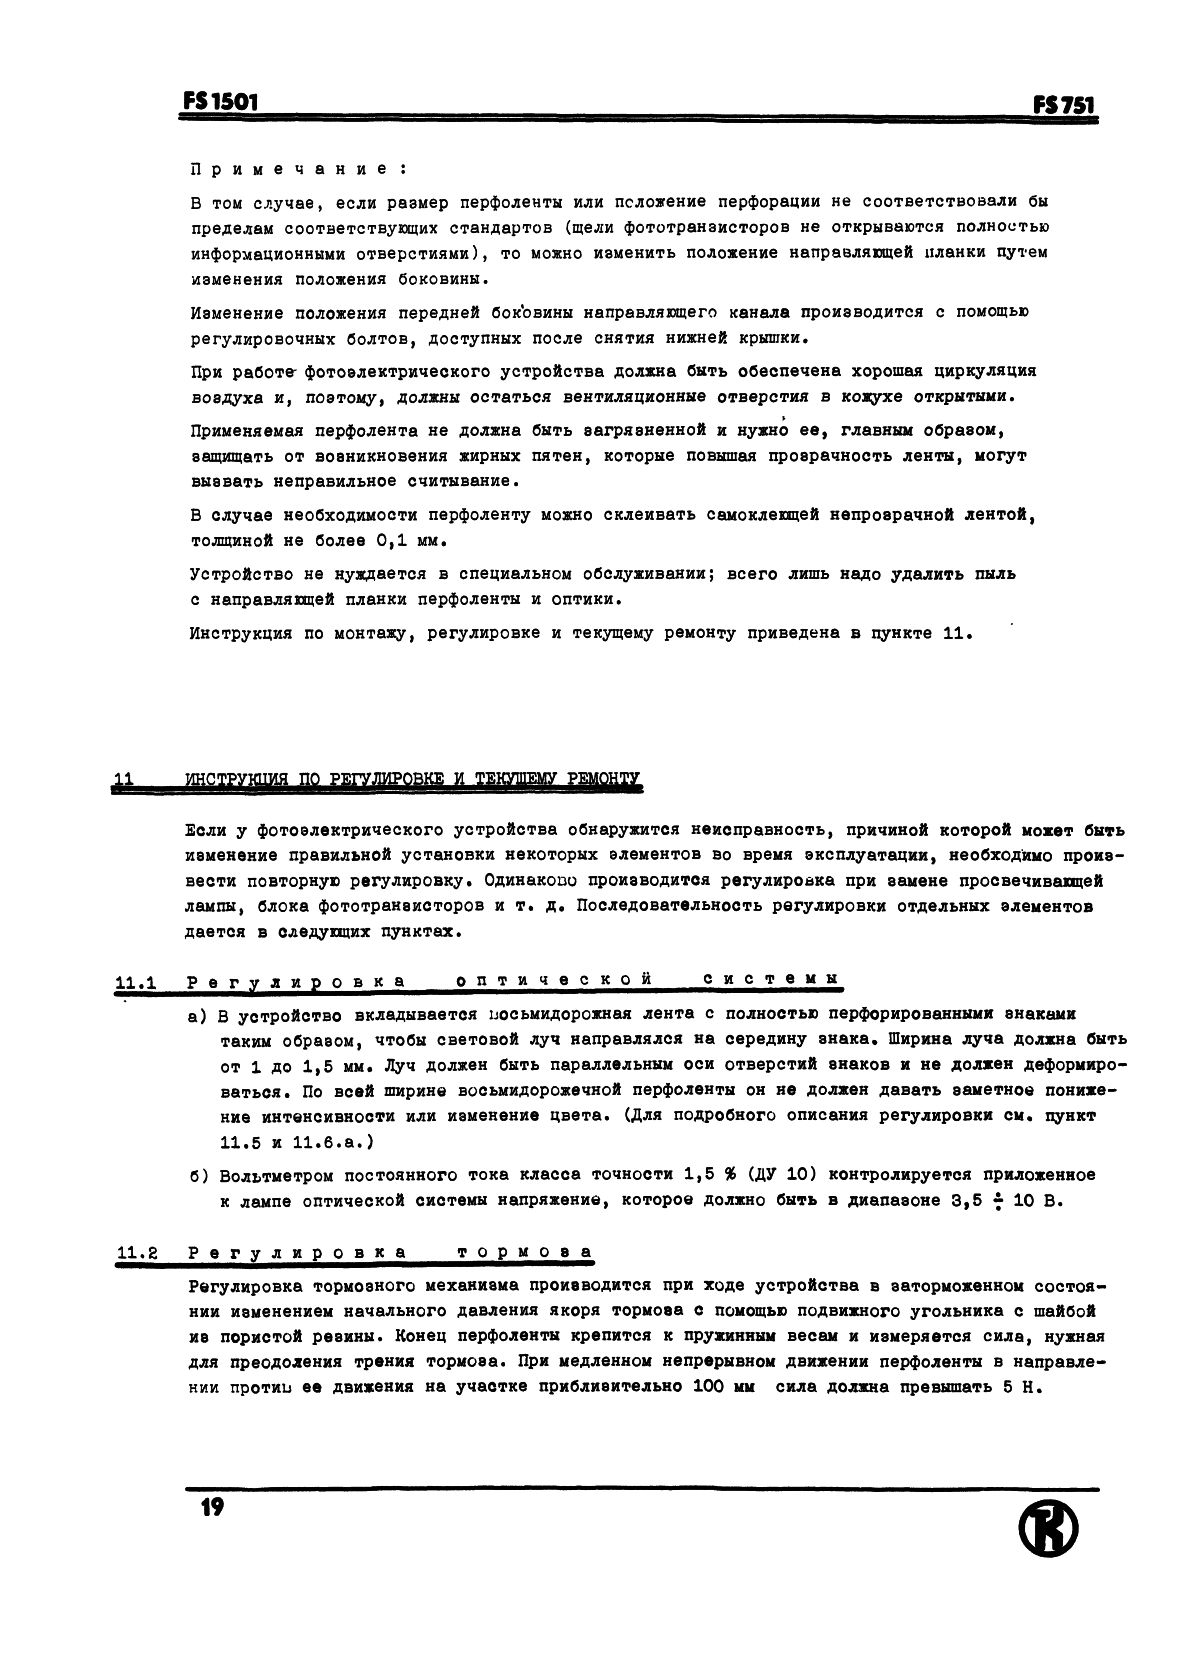 FS 1501 FS 751
П р и м е ч а н и е :
В том случае, если размер перфоленты или положение перфорации не соответствовали бы
пределам соответствующих стандартов (щели фототранзисторов не открываются полностью
информационными отверстиями), то можно изменить положение направляющей планки путем
изменения положения боковины.
Изменение положения передней боковины направляющего канала производится с помощью
регулировочных болтов, доступных после снятия нижней крышки.
При работе фотоэлектрического устройства должна быть обеспечена хорошая циркуляция
воздуха и, поэтому, должны остаться вентиляционные отверстия в кожухе открытыми.
Применяемая перфолента не должна быть загрязненной и нужно ее, главным образом,
защищать от возникновения жирных пятен, которые повышая прозрачность ленты, могут
вызвать неправильное считывание.
В случае необходимости перфоленту можно склеивать самоклеющей непрозрачной лентой,
толщиной не более 0,1 мм.
Устройство не нуждается в специальном обслуживании; всего лишь надо удалить пыль
с направляющей планки перфоленты и оптики.
Инструкция по монтажу, регулировке и текущему ремонту приведена в пункте 11.
11 ИНСТРУКЦИЯ ПО РЕГУЛИРОВКЕ И ТЕКУШЕМУ РЕМОНТУ
Если у фотоэлектрического устройства обнаружится неисправность, причиной которой может быть
изменение правильной установки некоторых элементов во время эксплуатации, необходимо произ-
вести повторную регулировку. Одинаково производится регулировка при замене просвечивающей
лампы, блока фототранзисторов и т. д. Последовательность регулировки отдельных элементов
дается в следующих пунктах.
11.1 Р е г у л и р о в к а о п т и ч е с к о й с и с т е м ы
а) В устройство вкладывается восьмидорожная лента с полностью перфорированными знаками
таким образом, чтобы световой луч направлялся на середину знака. Ширина луча должна быть
от 1 до 1,5 мм. Луч должен быть параллельным оси отверстий знаков и не должен деформиро-
ваться. По всей ширине восьмидорожечной перфоленты он не должен давать заметное пониже-
ние интенсивности или изменение цвета. (Для подробного описания регулировки см. пункт
11.5 и 11.6.а.)
б) Вольтметром постоянного тока класса точности 1,5 % (ДУ 10) контролируется приложенное
к лампе оптической системы напряжение, которое должно быть в диапазоне 3,5 ÷ 10 В.
11.2 Р е г у л и р о в к а т о р м о з а
Регулировка тормозного механизма производится при ходе устройства в заторможенном состоя-
нии изменением начального давления якоря тормоза с помощью подвижного угольника с шайбой
из пористой резины. Конец перфоленты крепится к пружинным весам и измеряется сила, нужная
для преодоления трения тормоза. При медленном непрерывном движении перфоленты в направле-
нии против ее движения на участке приблизительно 100 мм сила должна превышать 5 Н.
19